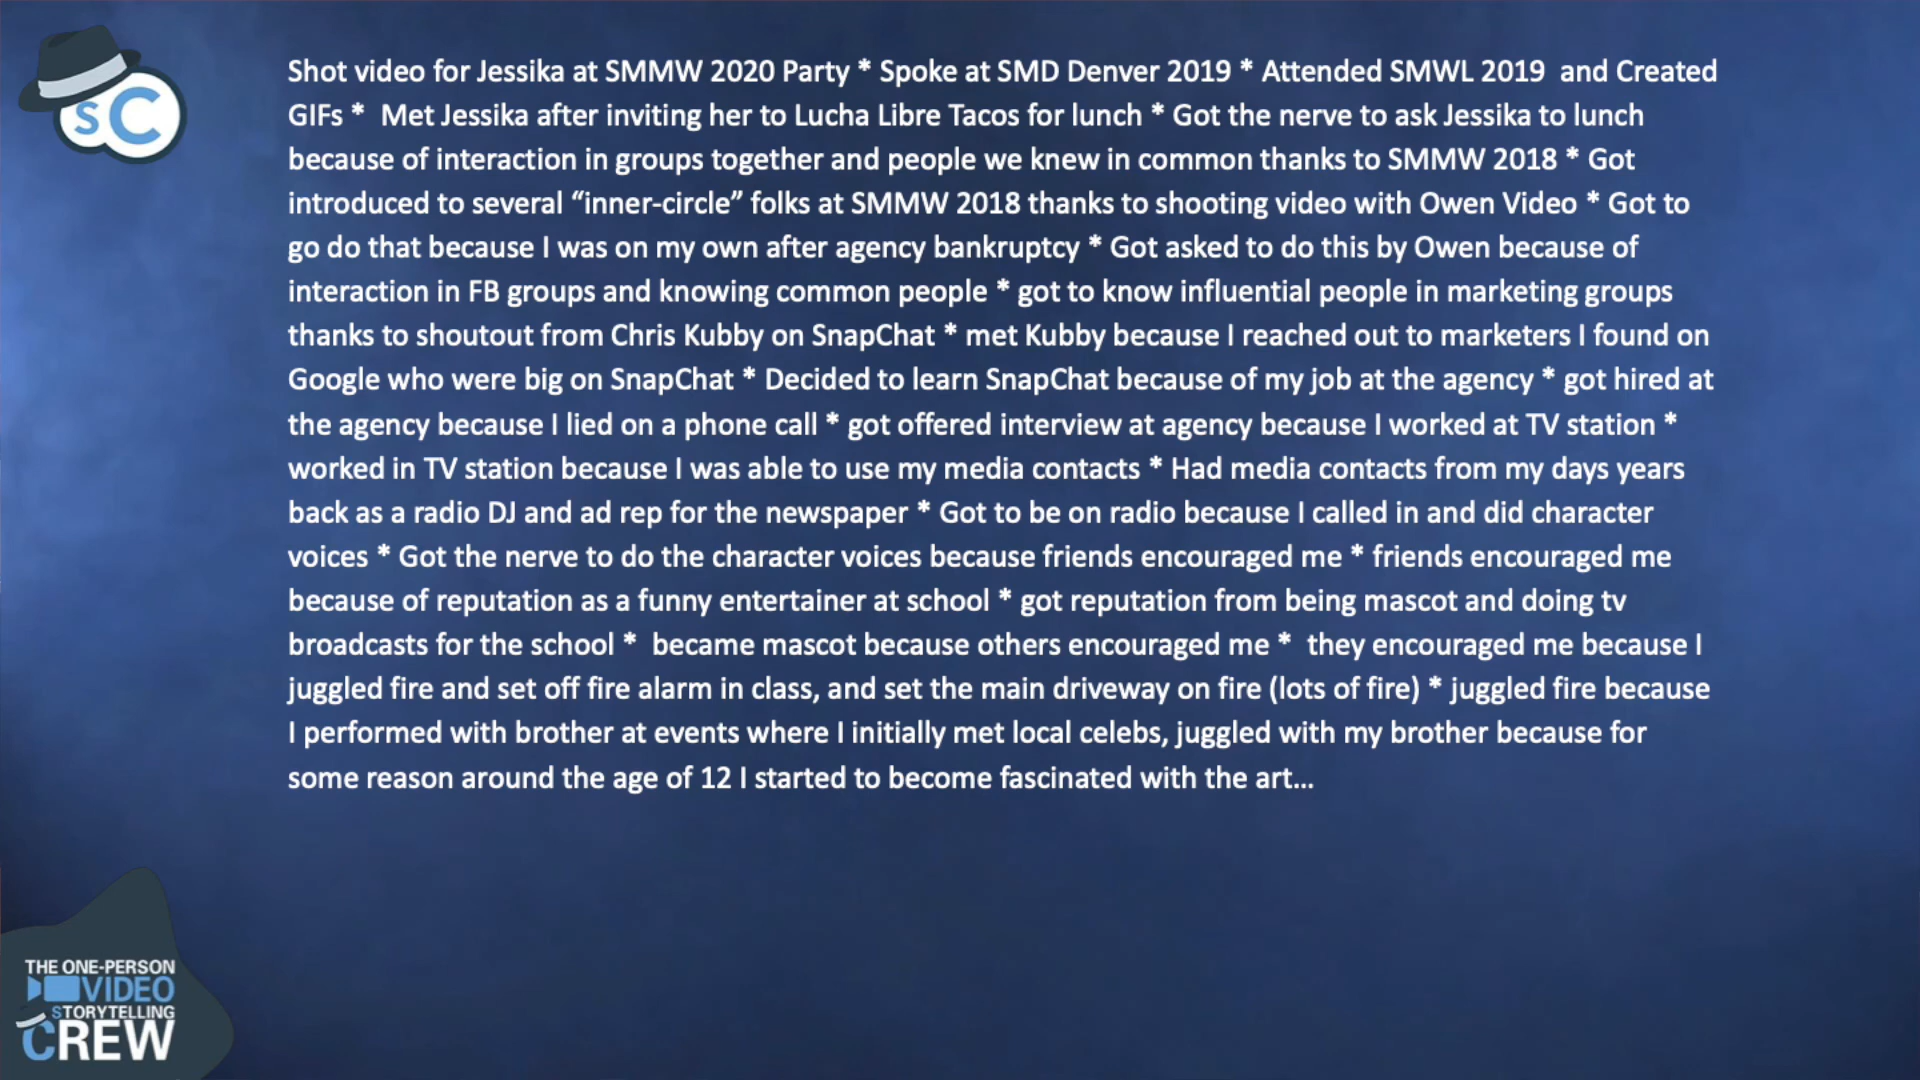 sC
Shot video for Jessika at SMMW 2020 Party * Spoke at SMD Denver 2019 * Attended SMWL 2019  and Created
GIFs *  Met Jessika after inviting her to Lucha Libre Tacos for lunch * Got the nerve to ask Jessika to lunch
because of interaction in groups together and people we knew in common thanks to SMMW 2018 * Got
introduced to several “inner-circle” folks at SMMW 2018 thanks to shooting video with Owen Video * Got to
go do that because I was on my own after agency bankruptcy * Got asked to do this by Owen because of
interaction in FB groups and knowing common people * got to know influential people in marketing groups
thanks to shoutout from Chris Kubby on SnapChat * met Kubby because I reached out to marketers I found on
Google who were big on SnapChat * Decided to learn SnapChat because of my job at the agency * got hired at
the agency because I lied on a phone call * got offered interview at agency because I worked at TV station *
worked in TV station because I was able to use my media contacts * Had media contacts from my days years
back as a radio DJ and ad rep for the newspaper * Got to be on radio because I called in and did character
voices * Got the nerve to do the character voices because friends encouraged me * friends encouraged me
because of reputation as a funny entertainer at school * got reputation from being mascot and doing tv
broadcasts for the school *  became mascot because others encouraged me *  they encouraged me because I
juggled fire and set off fire alarm in class, and set the main driveway on fire (lots of fire) * juggled fire because
I performed with brother at events where I initially met local celebs, juggled with my brother because for
some reason around the age of 12 I started to become fascinated with the art...
THE ONE-PERSON
VIDEO
STORYTELLING
CREW